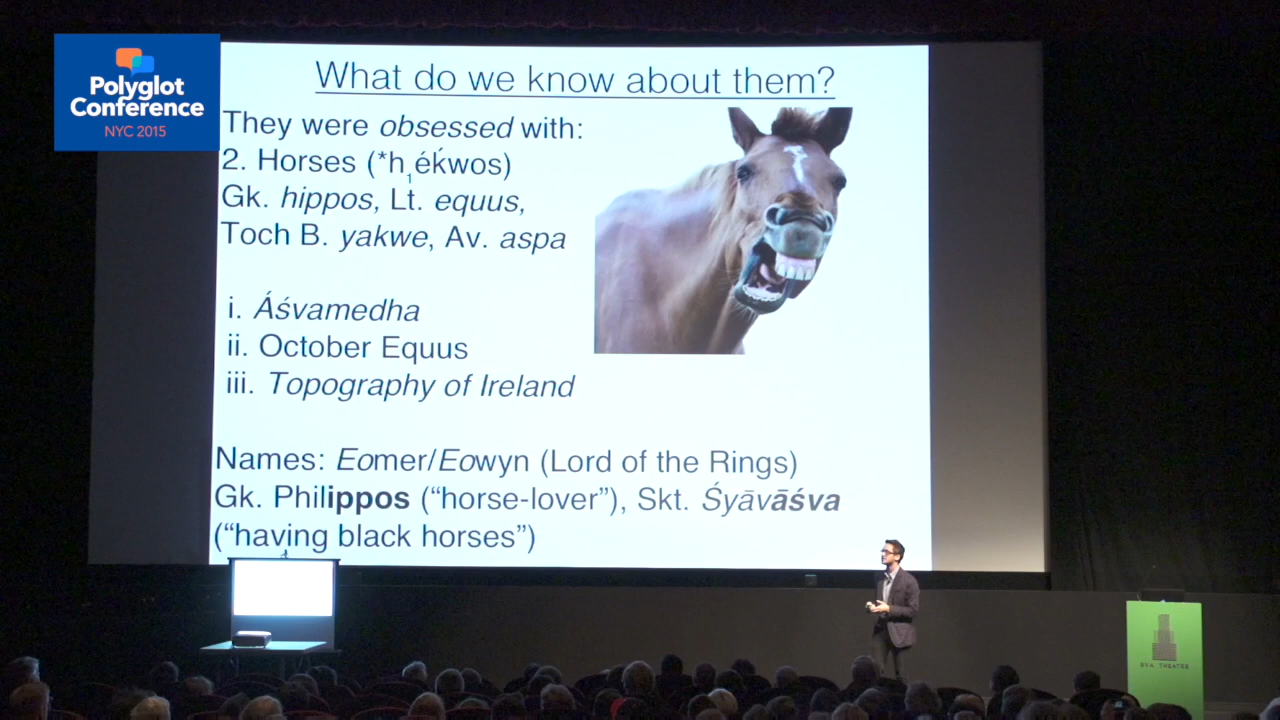 Polyglot
Conference
NYC 2015
What do we know about them?
They were obsessed with:
2. Horses (*h₁éḱwos)
Gk. hippos, Lt. equus,
Toch B. yakwe, Av. aspa
i. Áśvamedha
ii. October Equus
iii. Topography of Ireland
Names: Eomer/Eowyn (Lord of the Rings)
Gk. Philippos (“horse-lover”), Skt. Śyāvāśva
(“having black horses”)
SVA THEATRE